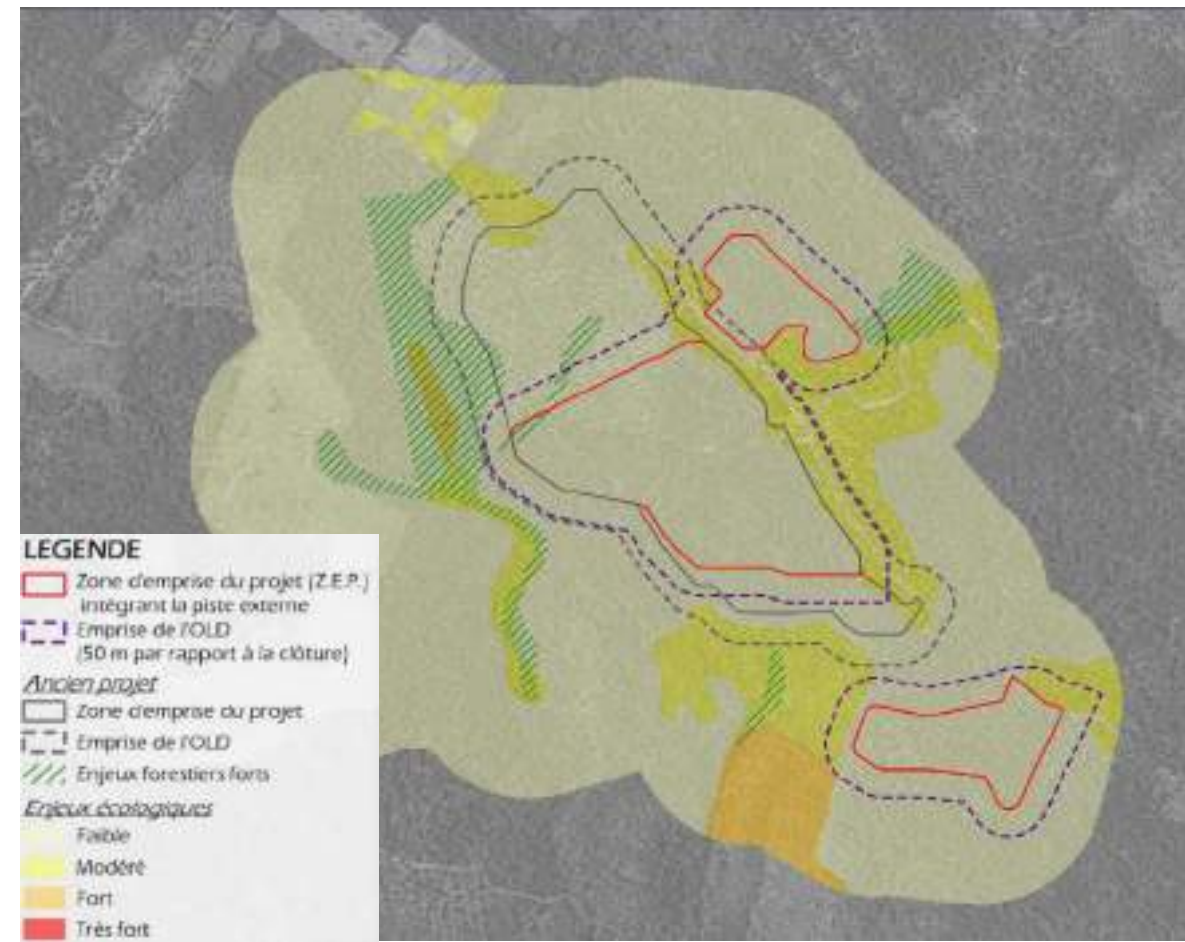 LEGENDE
Zone d'emprise du projet (Z.E.P.)
intégrant la piste externe
Emprise de l'OLD
(50 m par rapport à la clôture)
Ancien projet
Zone d'emprise du projet
Emprise de l'OLD
Enjeux forestiers forts
Enjeux écologiques
Faible
Modéré
Fort
Très fort